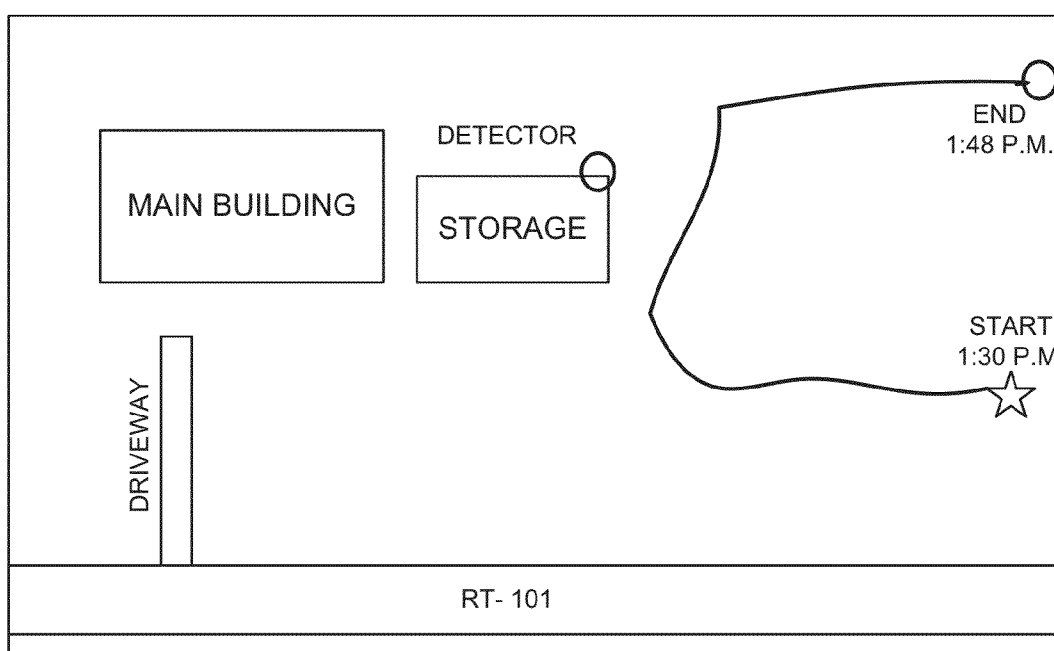 END
1:48 P.M.
DETECTOR
MAIN BUILDING
STORAGE
START
1:30 P.M
DRIVEWAY
RT- 101